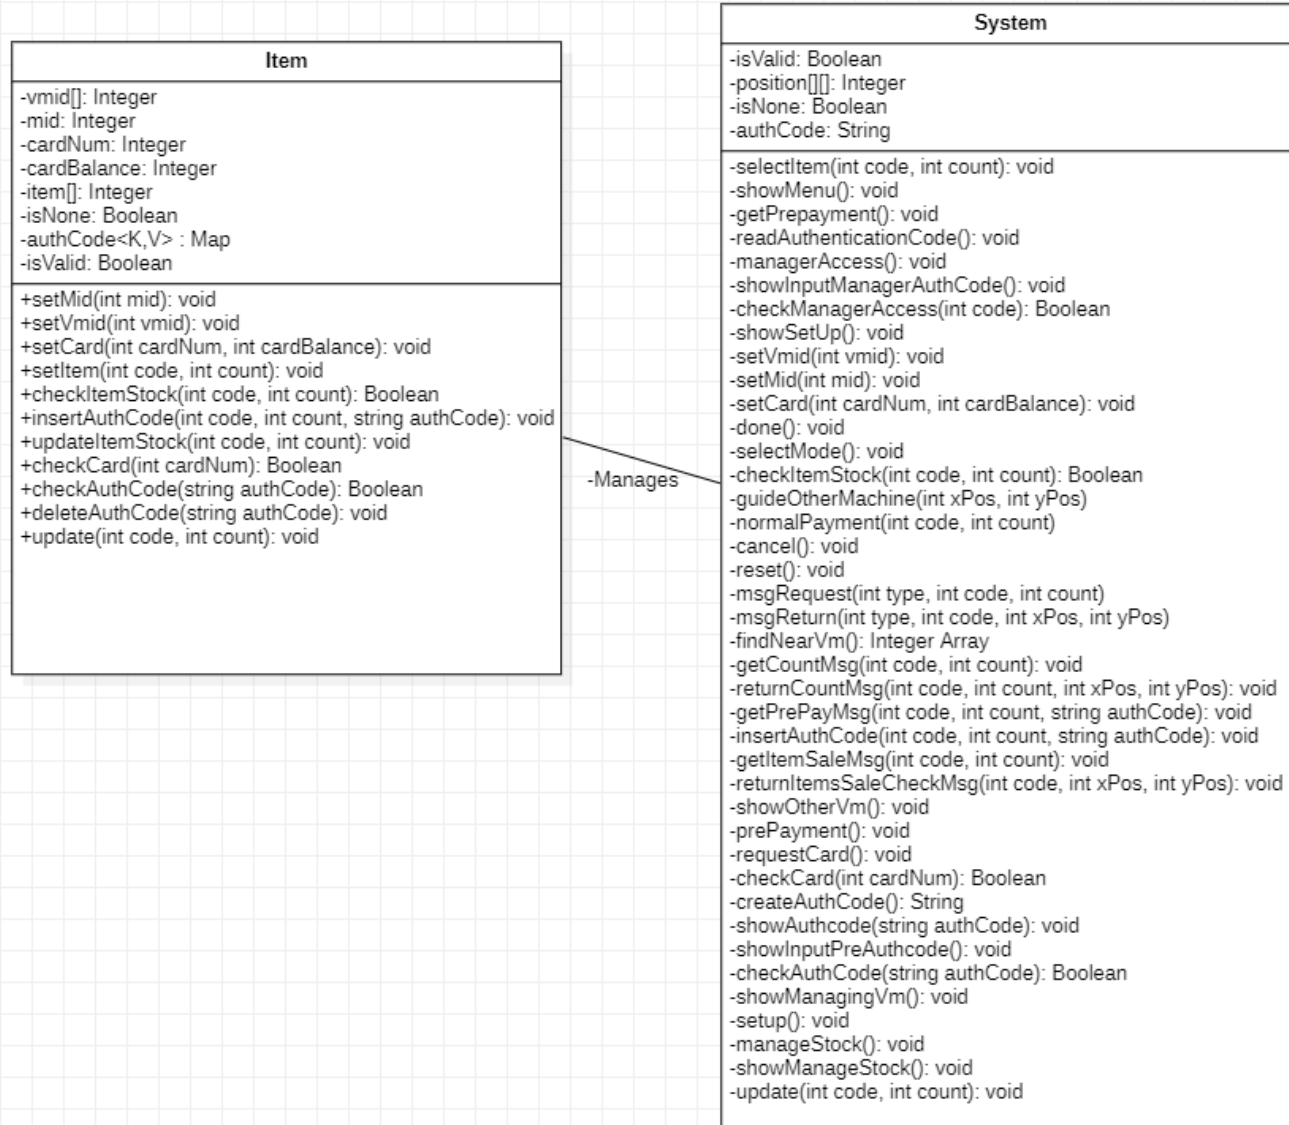 Item
-vmid[]: Integer
-mid: Integer
-cardNum: Integer
-cardBalance: Integer
-item[]: Integer
-isNone: Boolean
-authCode<K,V> : Map
-isValid: Boolean
+setMid(int mid): void
+setVmid(int vmid): void
+setCard(int cardNum, int cardBalance): void
+setItem(int code, int count): void
+checkItemStock(int code, int count): Boolean
+insertAuthCode(int code, int count, string authCode): void
+updateItemStock(int code, int count): void
+checkCard(int cardNum): Boolean
+checkAuthCode(string authCode): Boolean
+deleteAuthCode(string authCode): void
+update(int code, int count): void
-Manages
System
-isValid: Boolean
-position[][]: Integer
-isNone: Boolean
-authCode: String
-selectItem(int code, int count): void
-showMenu(): void
-getPrepayment(): void
-readAuthenticationCode(): void
-managerAccess(): void
-showInputManagerAuthCode(): void
-checkManagerAccess(int code): Boolean
-showSetUp(): void
-setVmid(int vmid): void
-setMid(int mid): void
-setCard(int cardNum, int cardBalance): void
-done(): void
-selectMode(): void
-checkItemStock(int code, int count): Boolean
-guideOtherMachine(int xPos, int yPos)
-normalPayment(int code, int count)
-cancel(): void
-reset(): void
-msgRequest(int type, int code, int count)
-msgReturn(int type, int code, int xPos, int yPos)
-findNearVm(): Integer Array
-getCountMsg(int code, int count): void
-returnCountMsg(int code, int count, int xPos, int yPos): void
-getPrePayMsg(int code, int count, string authCode): void
-insertAuthCode(int code, int count, string authCode): void
-getItemSaleMsg(int code, int count): void
-returnItemsSaleCheckMsg(int code, int xPos, int yPos): void
-showOtherVm(): void
-prePayment(): void
-requestCard(): void
-checkCard(int cardNum): Boolean
-createAuthCode(): String
-showAuthcode(string authCode): void
-showInputPreAuthcode(): void
-checkAuthCode(string authCode): Boolean
-showManagingVm(): void
-setup(): void
-manageStock(): void
-showManageStock(): void
-update(int code, int count): void